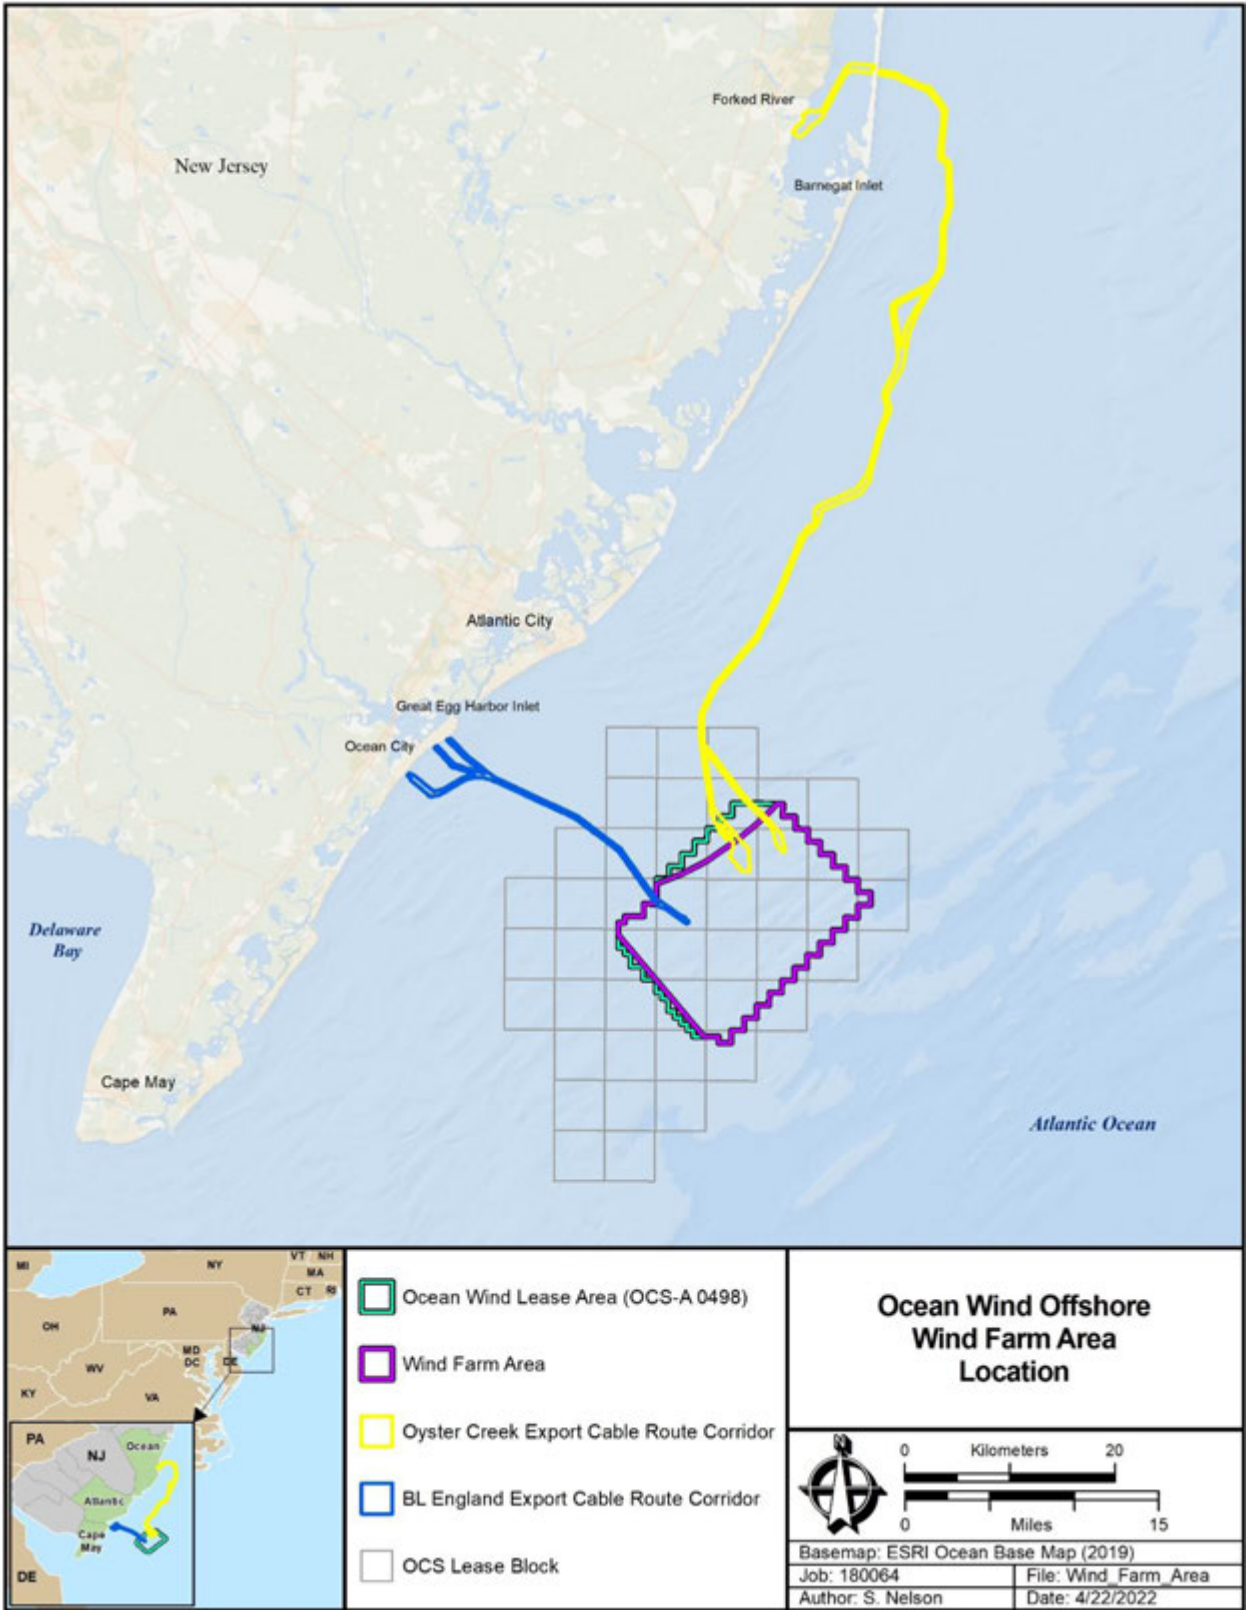 Forked River
New Jersey
Barnegat Inlet
Atlantic City
Great Egg Harbor Inlet
Ocean City
Delaware
Bay
Cape May
Atlantic Ocean
MI
NY
VT NH
MA
CT RI
PA
OH
NJ
MD
DC
DE
WV
KY
VA
PA
NJ
Ocean
Atlantic
Cape
May
DE
Ocean Wind Lease Area (OCS-A 0498)
Wind Farm Area
Oyster Creek Export Cable Route Corridor
BL England Export Cable Route Corridor
OCS Lease Block
Ocean Wind Offshore
Wind Farm Area
Location
N
0 Kilometers 20
0 Miles 15
Basemap: ESRI Ocean Base Map (2019)
Job: 180064 File: Wind_Farm_Area
Author: S. Nelson Date: 4/22/2022